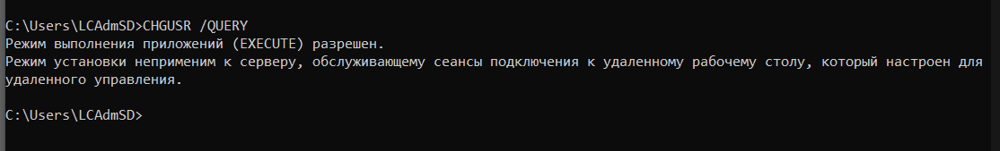 C:\Users\LCAdmSD>CHGUSR /QUERY
Режим выполнения приложений (EXECUTE) разрешен.
Режим установки неприменим к серверу, обслуживающему сеансы подключения к удаленному рабочему столу, который настроен для
удаленного управления.
C:\Users\LCAdmSD>